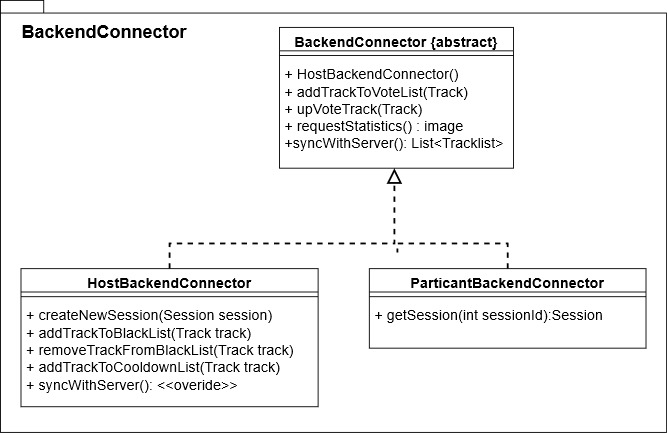 BackendConnector
BackendConnector {abstract}
+ HostBackendConnector()
+ addTrackToVoteList(Track)
+ upVoteTrack(Track)
+ requestStatistics() : image
+syncWithServer(): List<Tracklist>
HostBackendConnector
+ createNewSession(Session session)
+ addTrackToBlackList(Track track)
+ removeTrackFromBlackList(Track track)
+ addTrackToCooldownList(Track track)
+ syncWithServer(): <<overide>>
ParticantBackendConnector
+ getSession(int sessionId):Session